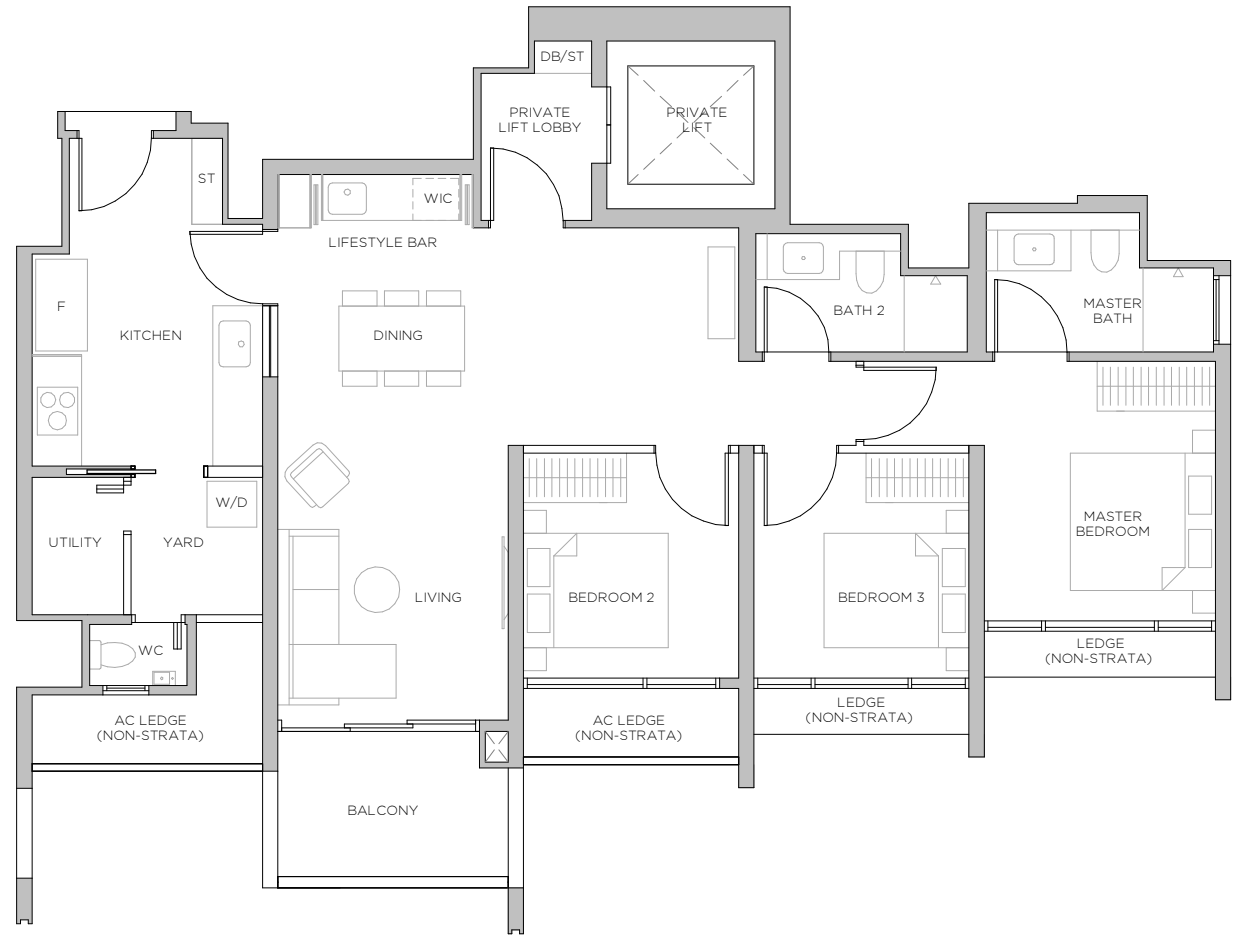 DB/ST
PRIVATE
LIFT LOBBY
PRIVATE
LIFT
ST
WIC
LIFESTYLE BAR
F
KITCHEN
DINING
BATH 2
MASTER
BATH
W/D
UTILITY
YARD
LIVING
BEDROOM 2
BEDROOM 3
MASTER
BEDROOM
WC
LEDGE
(NON-STRATA)
AC LEDGE
(NON-STRATA)
AC LEDGE
(NON-STRATA)
LEDGE
(NON-STRATA)
BALCONY